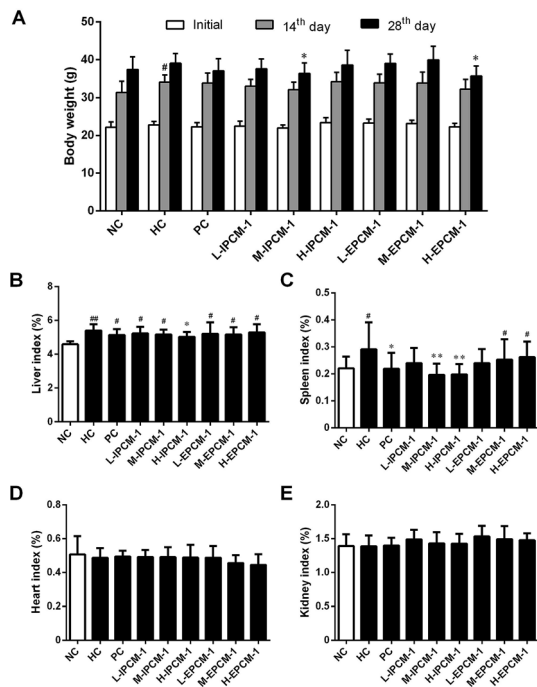 A
Initial 14th day 28th day
Body weight (g)
50
40
30
20
10
0
#
*
*
NC HC PC L-IPCM-1 M-IPCM-1 H-IPCM-1 L-EPCM-1 M-EPCM-1 H-EPCM-1
B
Liver index (%)
8
6
4
2
0
## # # # * # # #
NC HC PC L-IPCM-1 M-IPCM-1 H-IPCM-1 L-EPCM-1 M-EPCM-1 H-EPCM-1
C
Spleen index (%)
0.5
0.4
0.3
0.2
0.1
0.0
# * ** ** # #
NC HC PC L-IPCM-1 M-IPCM-1 H-IPCM-1 L-EPCM-1 M-EPCM-1 H-EPCM-1
D
Heart index (%)
0.8
0.6
0.4
0.2
0.0
NC HC PC L-IPCM-1 M-IPCM-1 H-IPCM-1 L-EPCM-1 M-EPCM-1 H-EPCM-1
E
Kidney index (%)
2.0
1.5
1.0
0.5
0.0
NC HC PC L-IPCM-1 M-IPCM-1 H-IPCM-1 L-EPCM-1 M-EPCM-1 H-EPCM-1